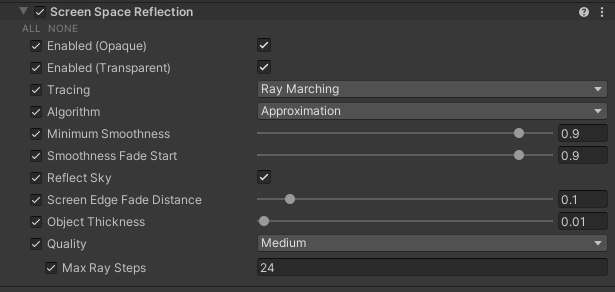 Screen Space Reflection
ALL NONE
Enabled (Opaque)
Enabled (Transparent)
Tracing Ray Marching
Algorithm Approximation
Minimum Smoothness 0.9
Smoothness Fade Start 0.9
Reflect Sky
Screen Edge Fade Distance 0.1
Object Thickness 0.01
Quality Medium
Max Ray Steps 24